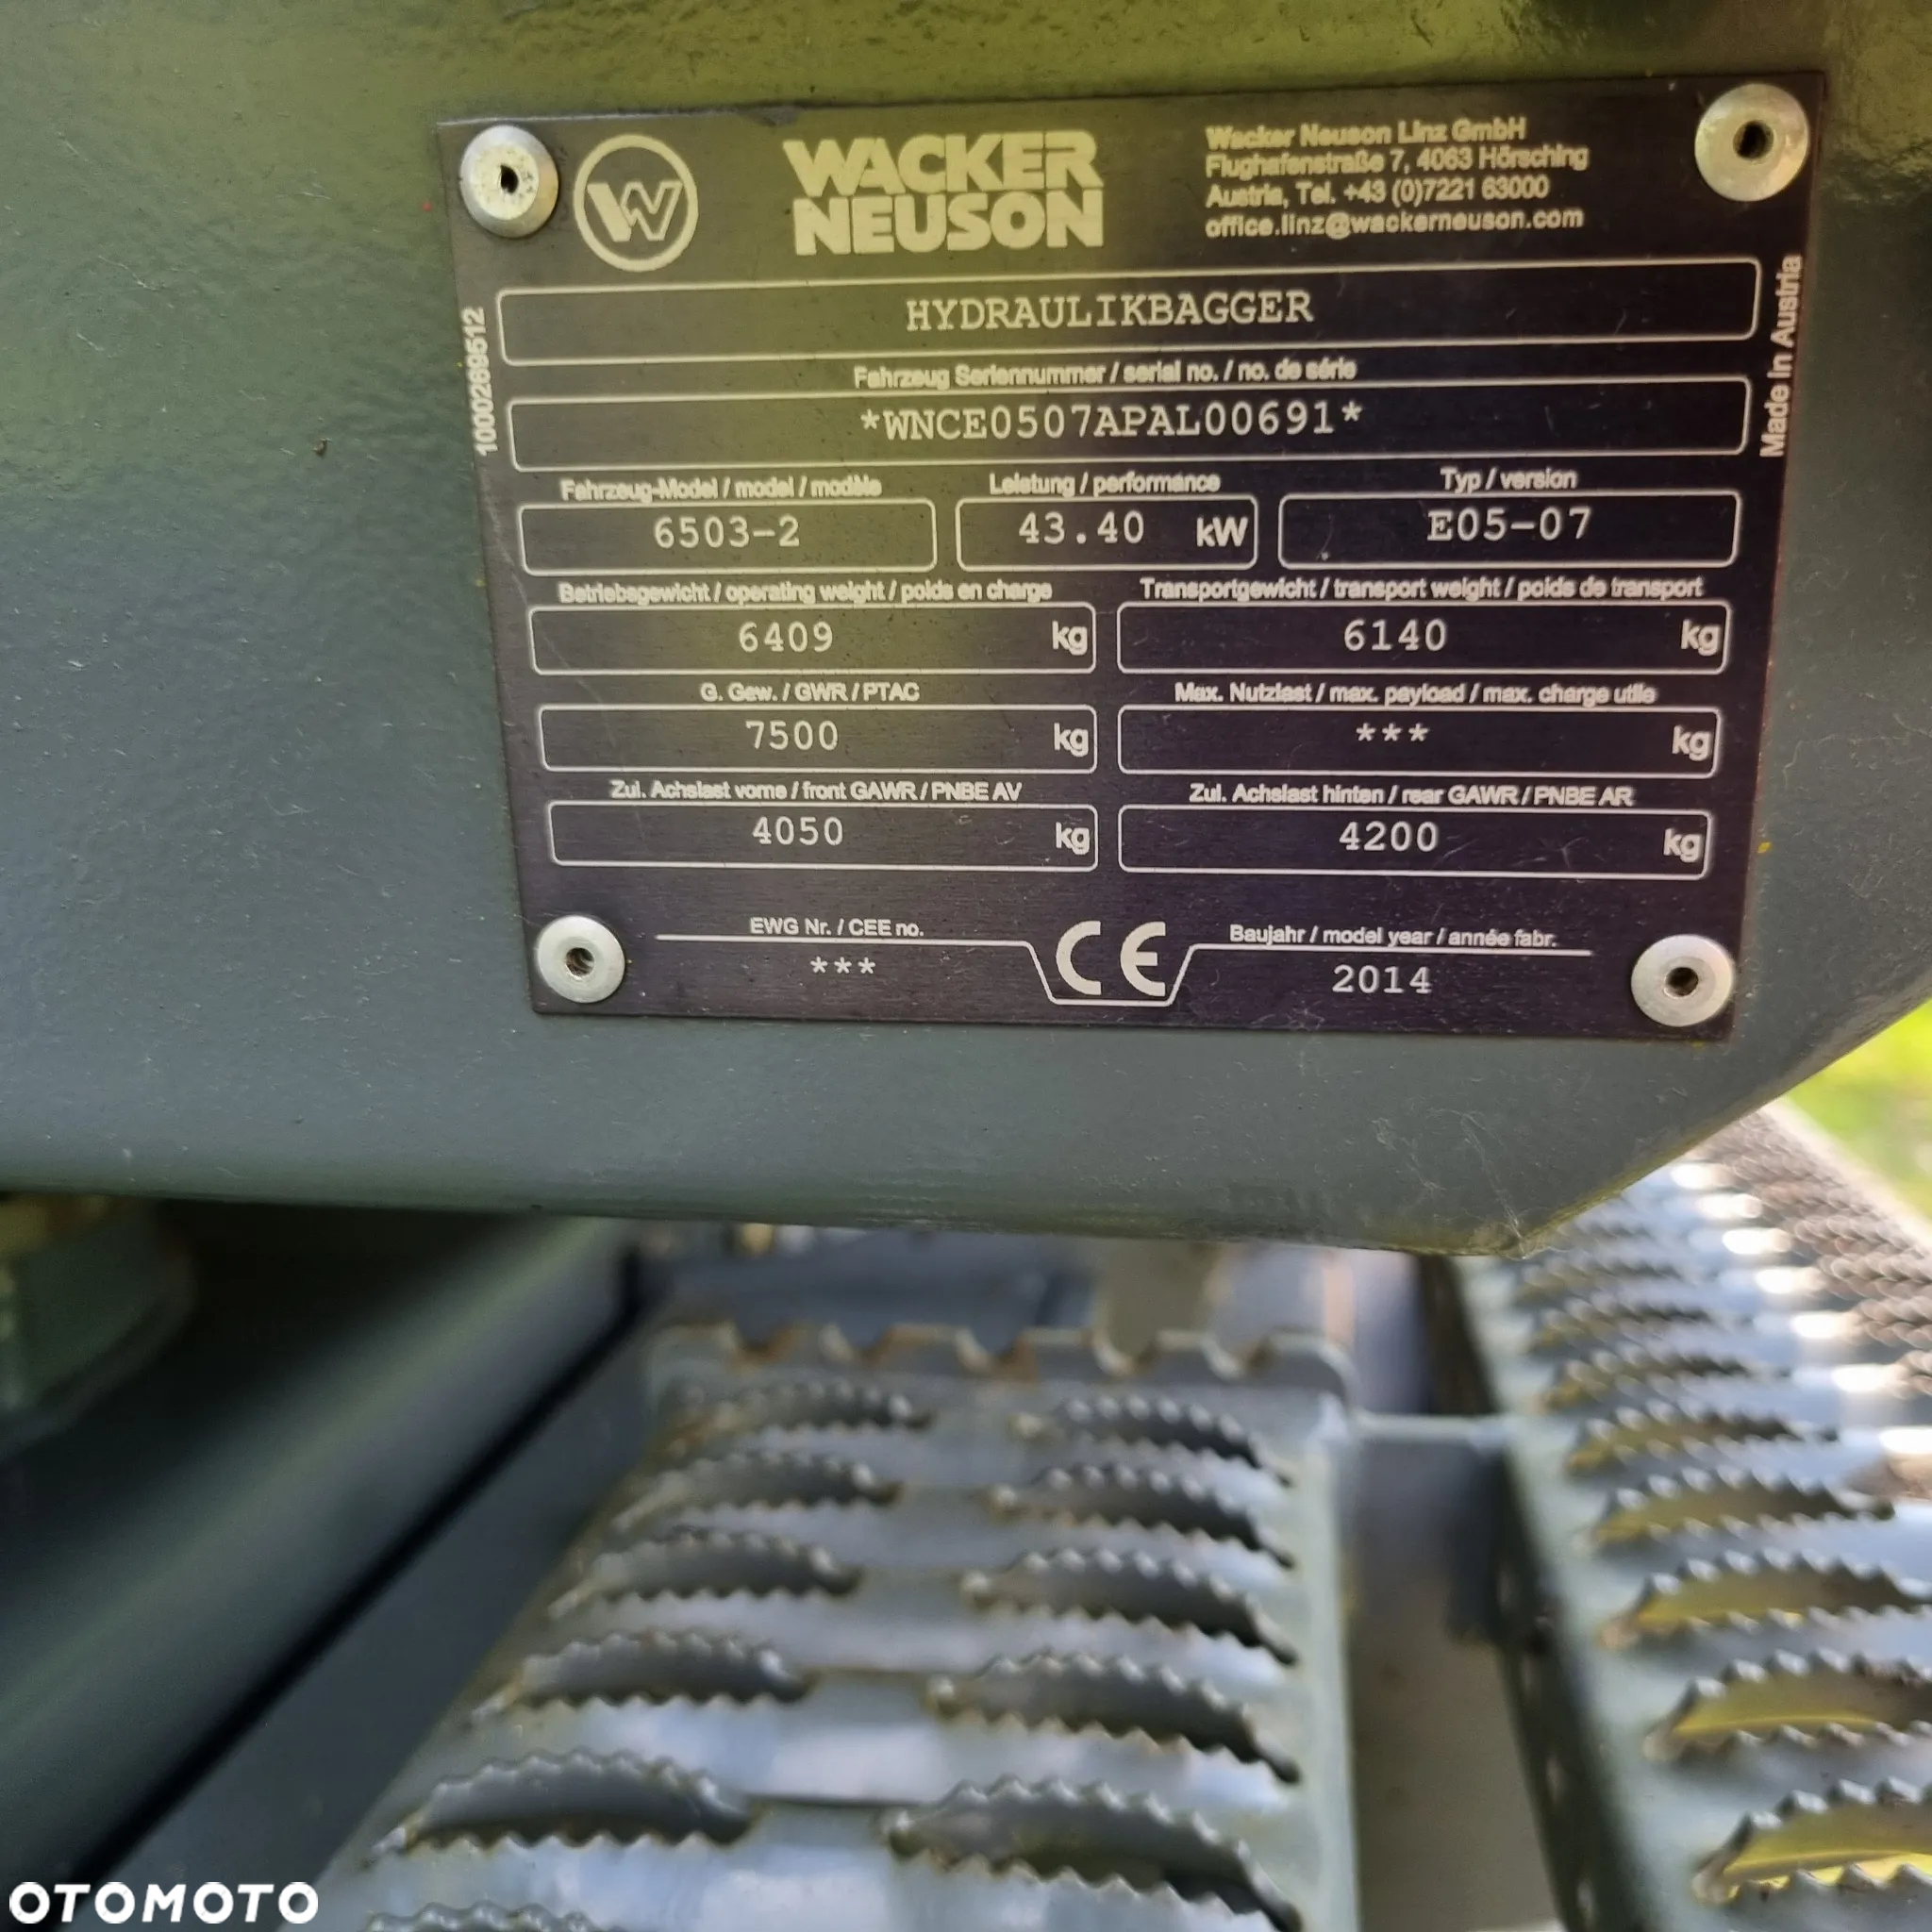 WACKER
NEUSON
Wacker Neuson Linz GmbH
Flughafenstraße 7, 4063 Hörsching
Austria, Tel. +43 (0)7221 63000
office.linz@wackerneuson.com
1000269512
Made in Austria
HYDRAULIKBAGGER
Fahrzeug Seriennummer / serial no. / no. de série
*WNCE0507APAL00691*
Fahrzeug-Model / model / modèle
6503-2
Leistung / performance
43.40 kW
Typ / version
E05-07
Betriebsgewicht / operating weight / poids en charge
6409 kg
Transportgewicht / transport weight / poids de transport
6140 kg
G. Gew. / GWR / PTAC
7500 kg
Max. Nutzlast / max. payload / max. charge utile
*** kg
Zul. Achslast vorne / front GAWR / PNBE AV
4050 kg
Zul. Achslast hinten / rear GAWR / PNBE AR
4200 kg
EWG Nr. / CEE no.
***
CE
Baujahr / model year / année fabr.
2014
OTOMOTO